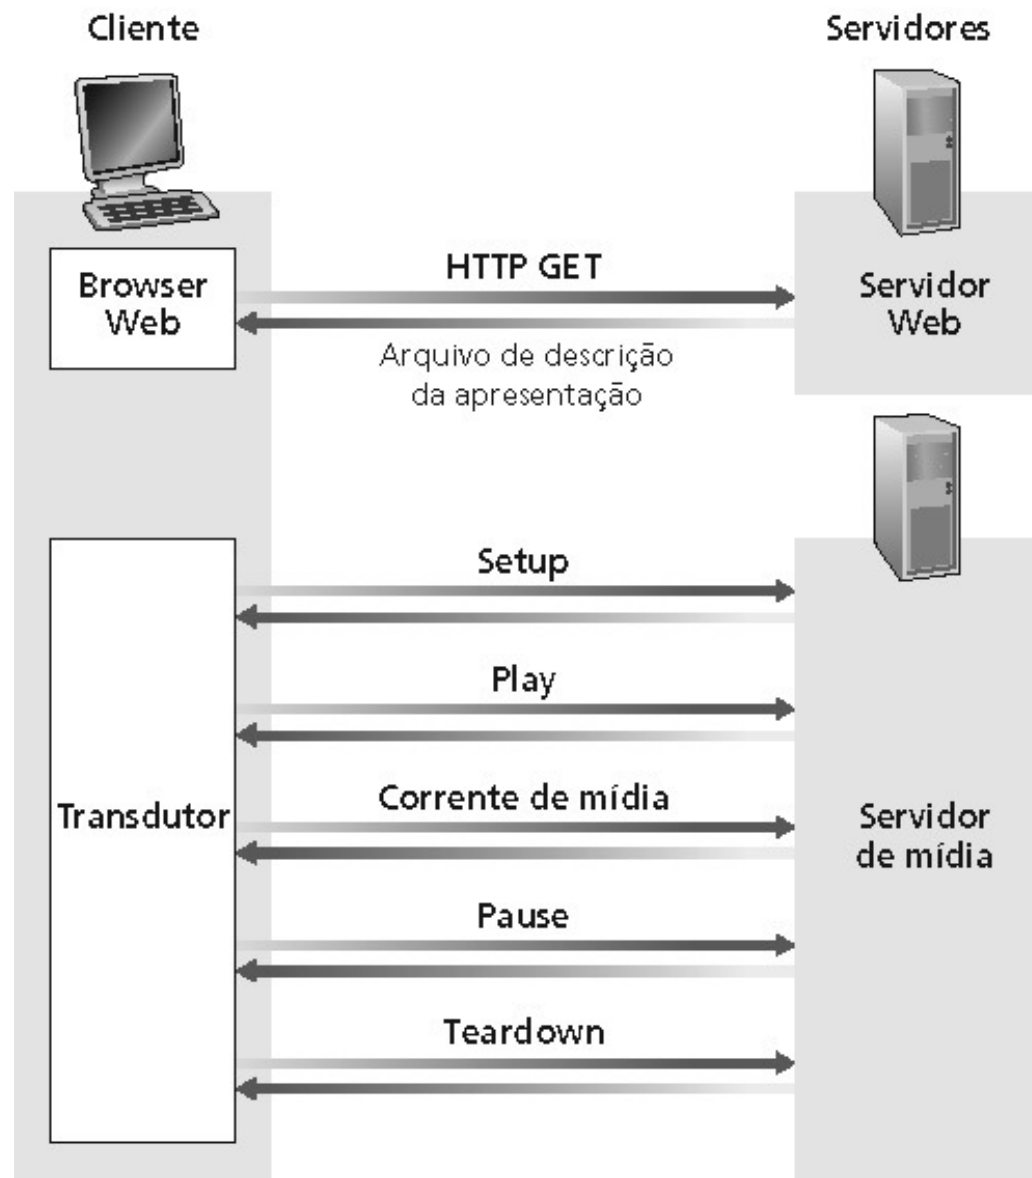 Cliente
Servidores
HTTP GET
Browser
Web
Servidor
Web
Arquivo de descrição
da apresentação
Setup
Play
Corrente de mídia
Transdutor
Servidor
de mídia
Pause
Teardown